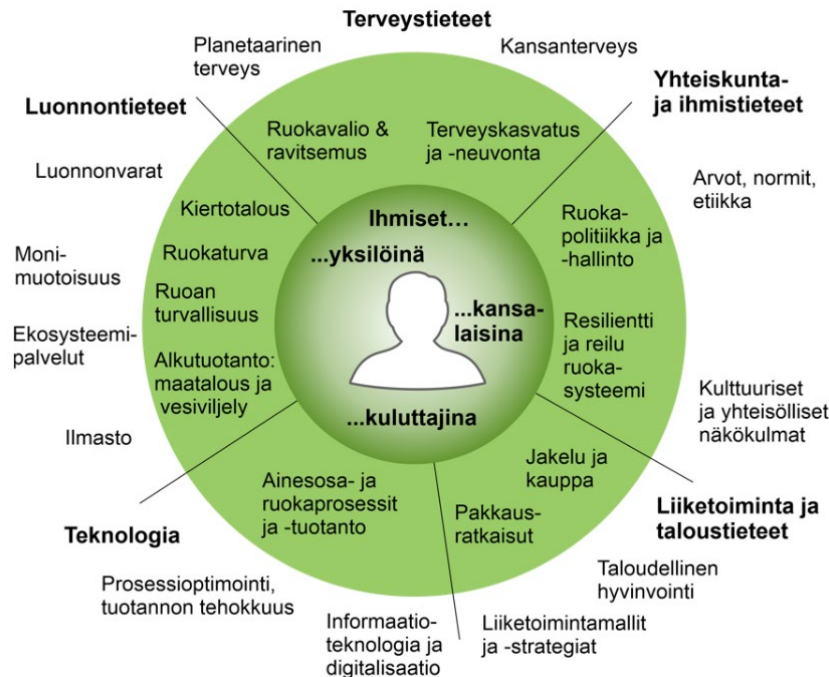 Terveystieteet
Planetaarinen
terveys
Kansanterveys
Luonnontieteet
Yhteiskunta-
ja ihmistieteet
Ruokavalio &
ravitsemus
Terveyskasvatus
ja -neuvonta
Luonnonvarat
Arvot, normit,
etiikka
Kiertotalous
Ihmiset...
Ruoka-
politiikka ja
-hallinto
Moni-
muotoisuus
Ruokaturva
...yksilöinä
Ruoan
turvallisuus
...kansa-
laisina
Resilientti
ja reilu
ruoka-
systeemi
Ekosysteemi-
palvelut
Alkutuotanto:
maatalous ja
vesiviljely
Kulttuuriset
ja yhteisölliset
näkökulmat
...kuluttajina
Ilmasto
Jakelu ja
kauppa
Ainesosa- ja
ruokaprosessit
ja -tuotanto
Pakkaus-
ratkaisut
Teknologia
Liiketoiminta ja
taloustieteet
Prosessioptimointi,
tuotannon tehokkuus
Taloudellinen
hyvinvointi
Informaatio-
teknologia ja
digitalisaatio
Liiketoimintamallit
ja -strategiat